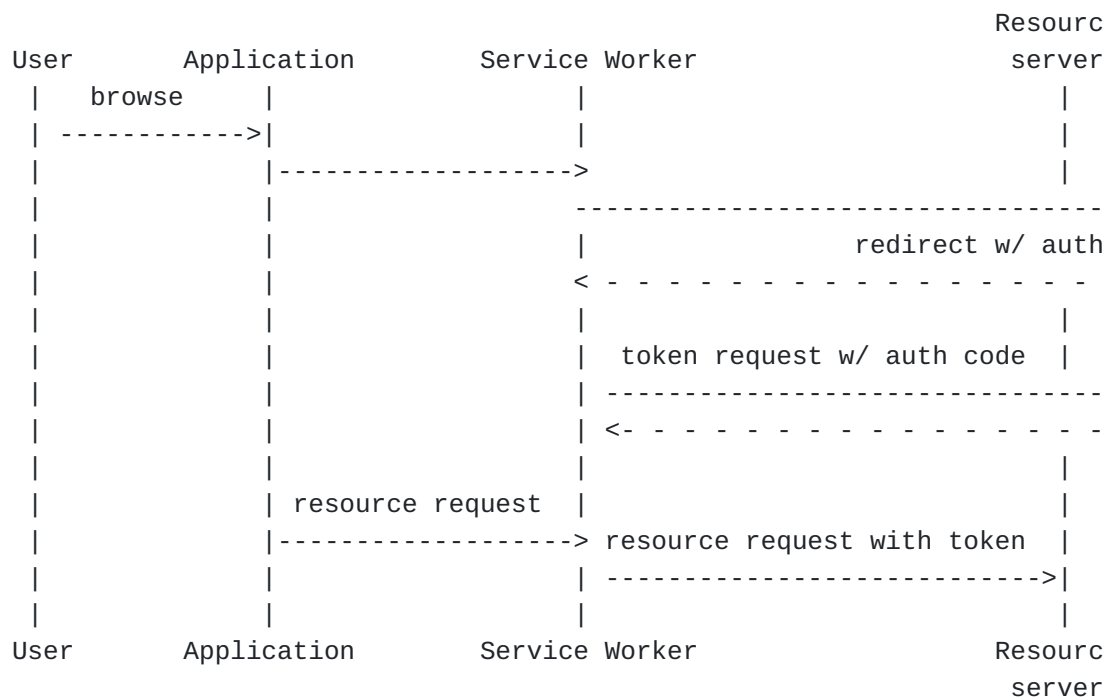 Resourc
User       Application        Service Worker                   server
 |   browse     |                   |                              |
 | ------------>|                   |                              |
 |              |------------------->                              |
 |              |                   ----------------------------------
 |              |                   |                 redirect w/ auth
 |              |                   < - - - - - - - - - - - - - - - -
 |              |                   |                              |
 |              |                   |  token request w/ auth code  |
 |              |                   | --------------------------------
 |              |                   | <- - - - - - - - - - - - - - - -
 |              |                   |                              |
 |              | resource request  |                              |
 |              |-------------------> resource request with token  |
 |              |                   | ---------------------------->|
 |              |                   |                              |
User       Application        Service Worker                   Resourc
                                                                server